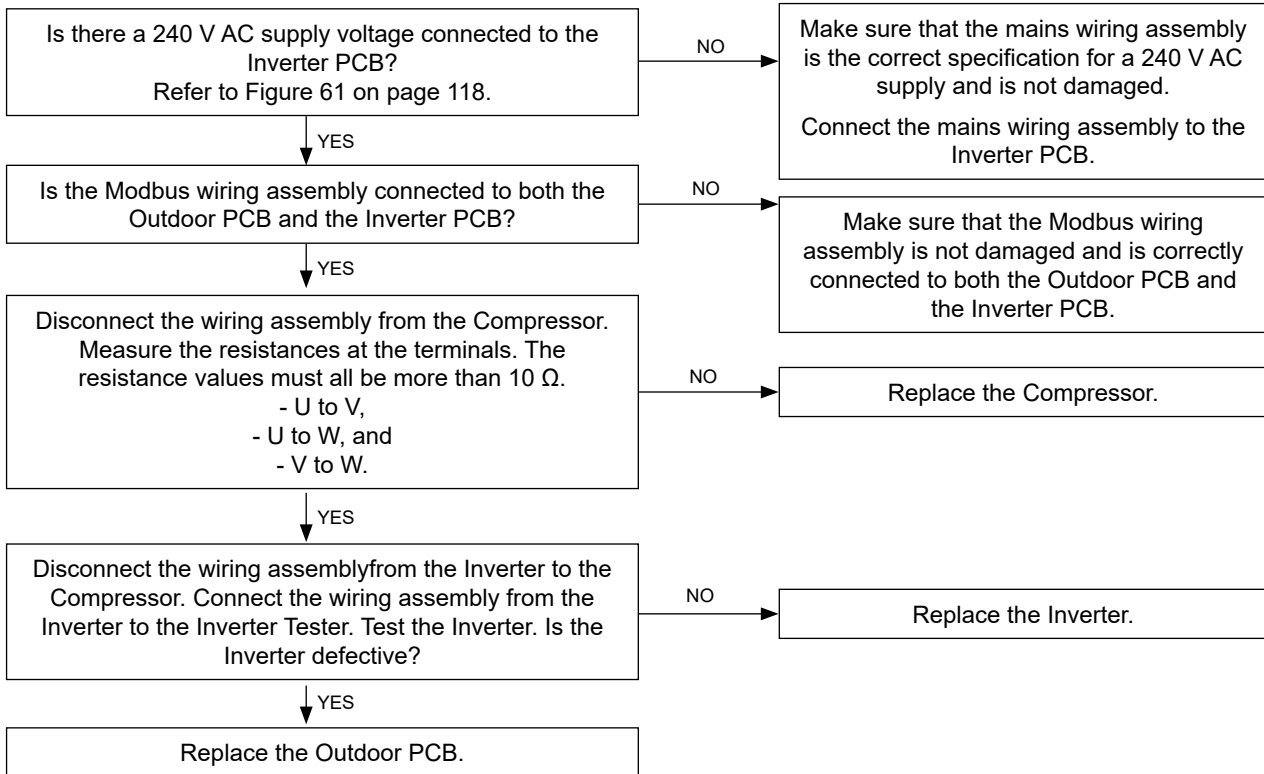 Is there a 240 V AC supply voltage connected to the
Inverter PCB?
Refer to Figure 61 on page 118.
NO
Make sure that the mains wiring assembly
is the correct specification for a 240 V AC
supply and is not damaged.
Connect the mains wiring assembly to the
Inverter PCB.
YES
Is the Modbus wiring assembly connected to both the
Outdoor PCB and the Inverter PCB?
NO
Make sure that the Modbus wiring
assembly is not damaged and is correctly
connected to both the Outdoor PCB and
the Inverter PCB.
YES
Disconnect the wiring assembly from the Compressor.
Measure the resistances at the terminals. The
resistance values must all be more than 10 Ω.
- U to V,
- U to W, and
- V to W.
NO
Replace the Compressor.
YES
Disconnect the wiring assemblyfrom the Inverter to the
Compressor. Connect the wiring assembly from the
Inverter to the Inverter Tester. Test the Inverter. Is the
Inverter defective?
NO
Replace the Inverter.
YES
Replace the Outdoor PCB.